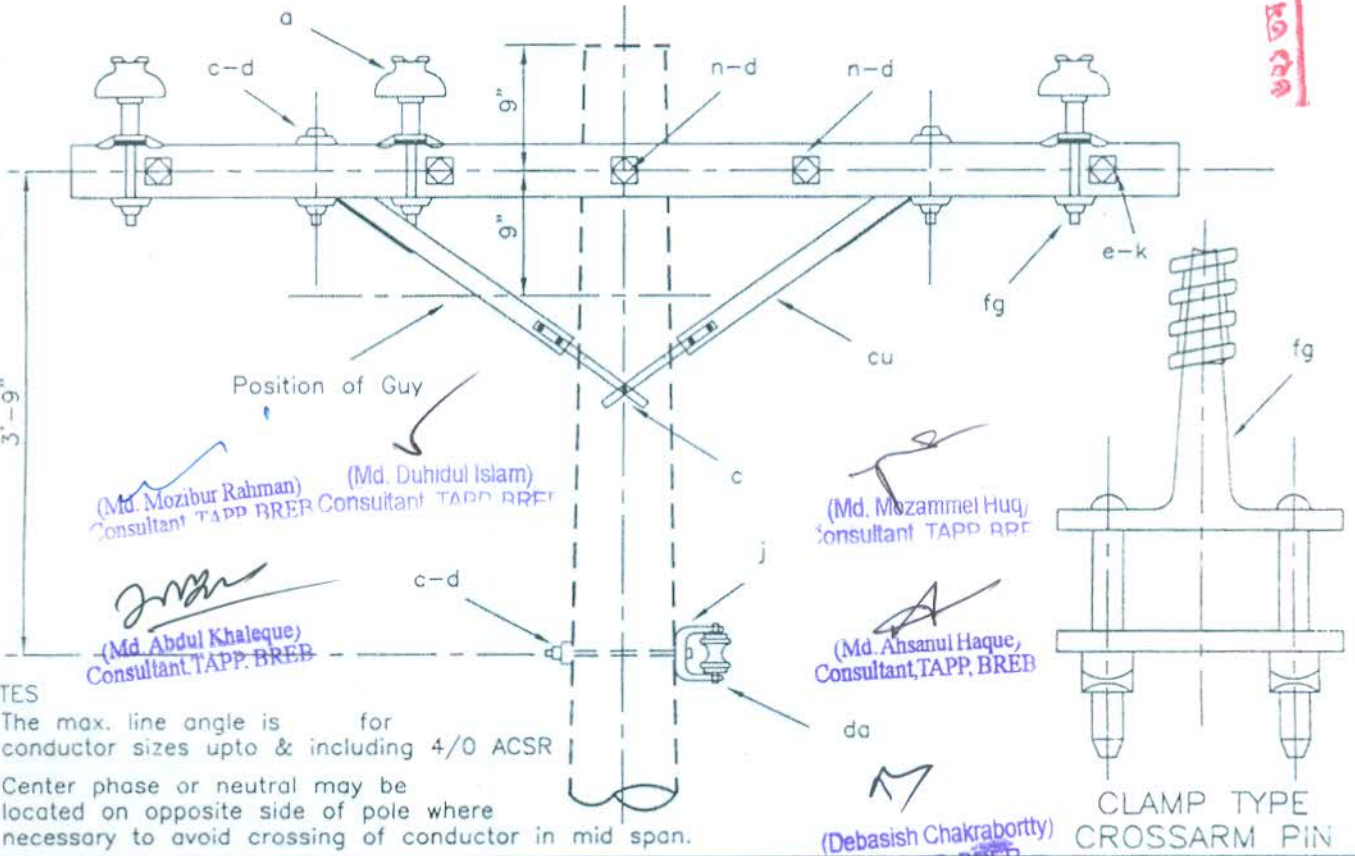 a
c-d
n-d
n-d
9"
9"
e-k
fg
fg
cu
Position of Guy
3'-9"
c
(Md. Mozibur Rahman)
Consultant TAPP BREB
(Md. Duhidul Islam)
Consultant TAPP BREB
(Md. Mozammel Huq)
Consultant TAPP BRE
j
c-d
(Md. Abdul Khaleque)
Consultant, TAPP. BREB
(Md. Ahsanul Haque)
Consultant, TAPP, BREB
da
TES
The max. line angle is for
conductor sizes upto & including 4/0 ACSR
Center phase or neutral may be
located on opposite side of pole where
necessary to avoid crossing of conductor in mid span.
(Debasish Chakrabortty)
CLAMP TYPE
CROSSARM PIN